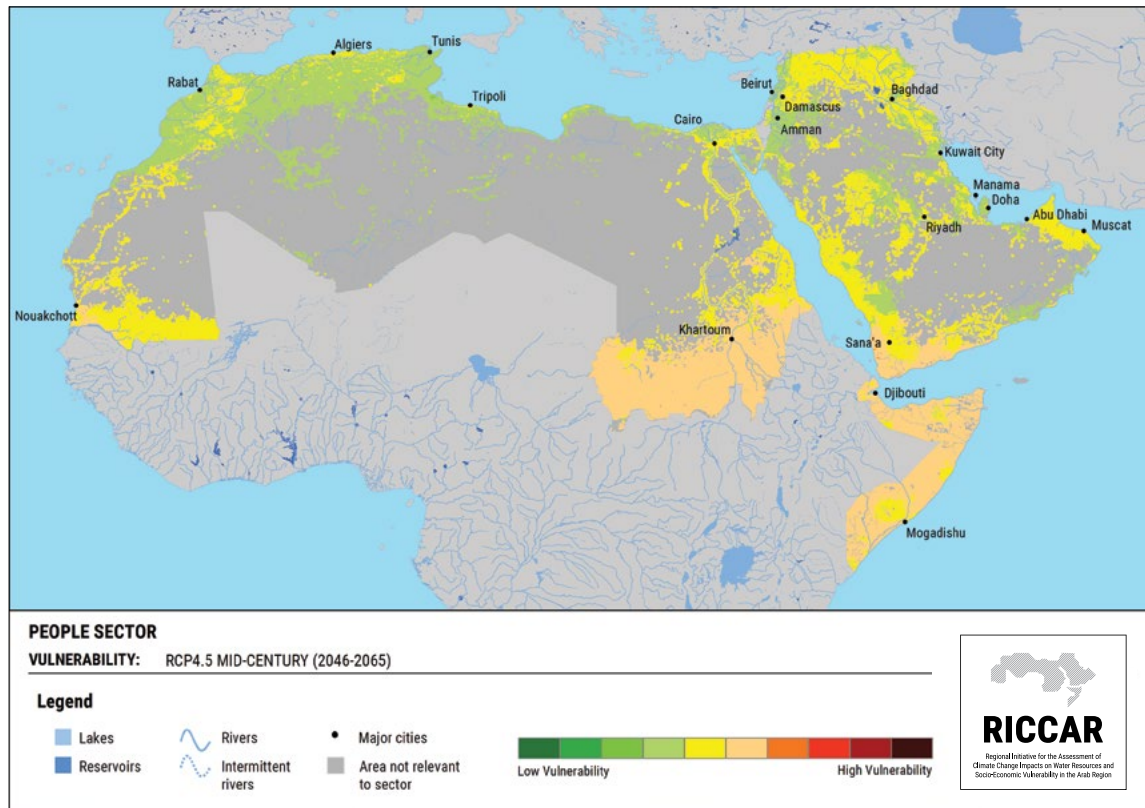 Algiers
Tunis
Rabat
Tripoli
Beirut
Baghdad
Damascus
Cairo
Amman
Kuwait City
Manama
Doha
Abu Dhabi
Riyadh
Muscat
Nouakchott
Khartoum
Sana'a
Djibouti
Mogadishu
PEOPLE SECTOR
VULNERABILITY: RCP4.5 MID-CENTURY (2046-2065)
Legend
Lakes
Rivers
Major cities
Reservoirs
Intermittent
rivers
Area not relevant
to sector
Low Vulnerability
High Vulnerability
RICCAR
Regional Initiative for the Assessment of
Climate Change Impacts on Water Resources and
Socio-Economic Vulnerability in the Arab Region